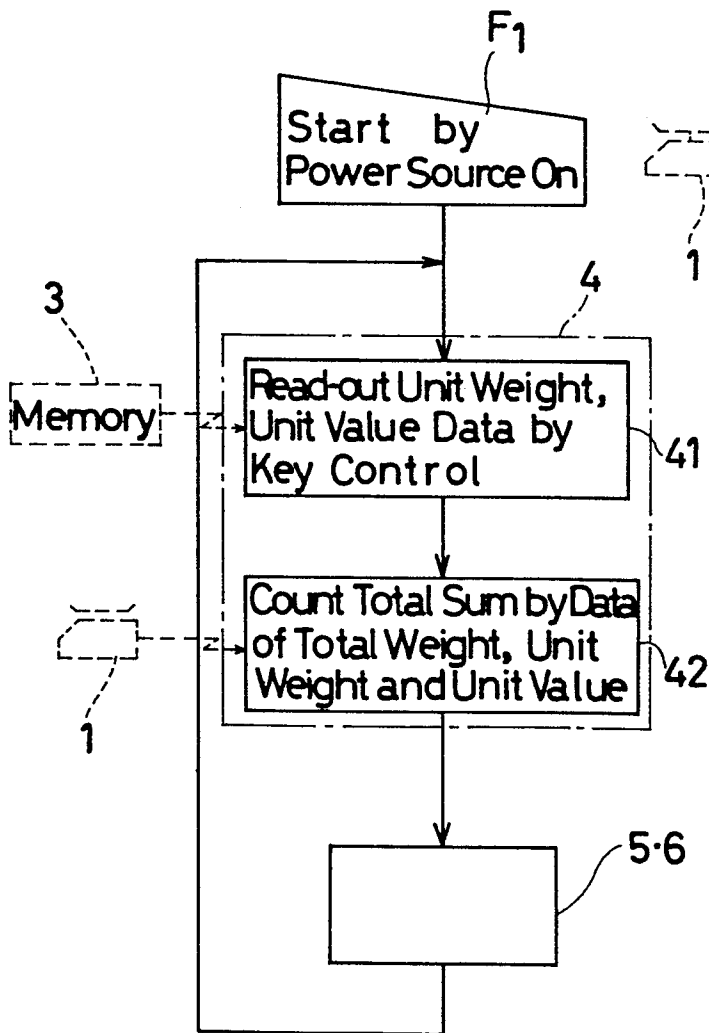 F1
Start by
Power Source On
1
3
4
Memory
Read-out Unit Weight,
Unit Value Data by
Key Control
41
Count Total Sum by Data
of Total Weight, Unit
Weight and Unit Value
42
1
5·6